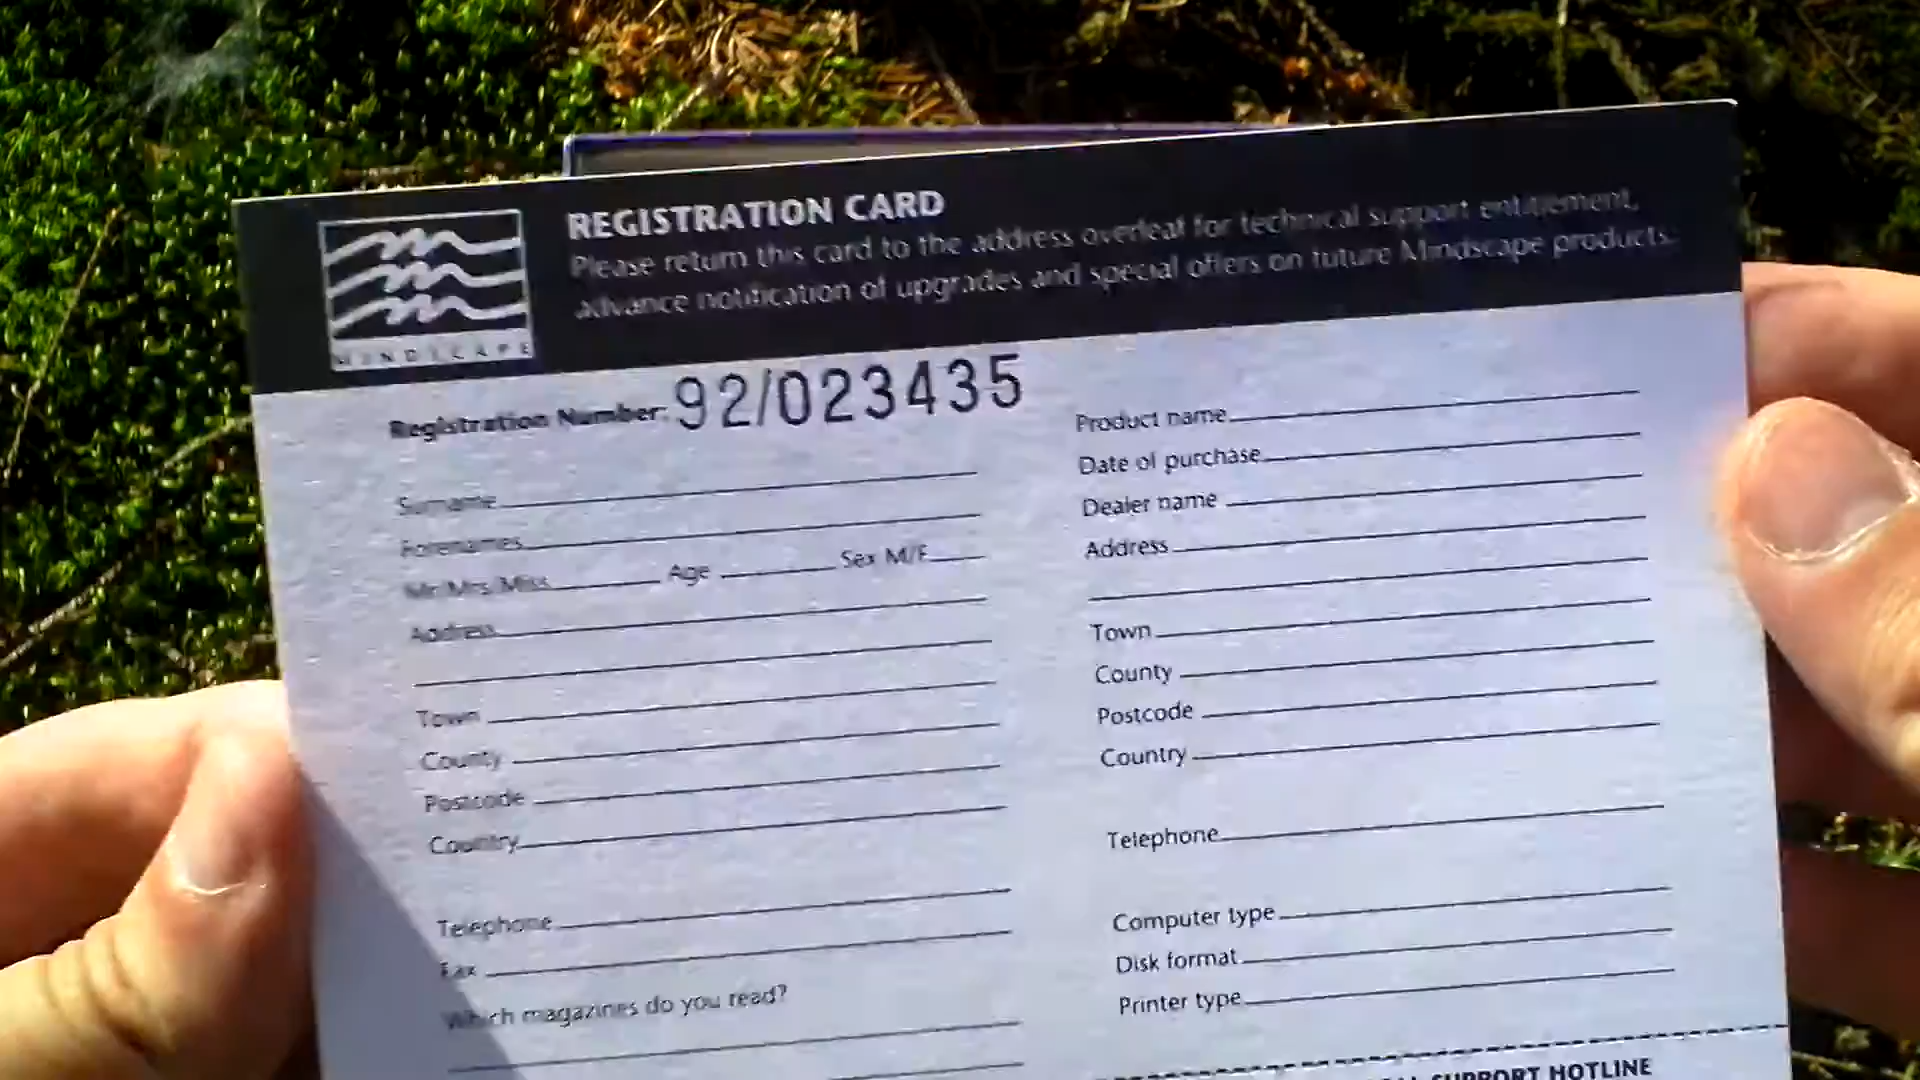 REGISTRATION CARD
Please return this card to the address overleaf for technical support entitlement,
advance notification of upgrades and special offers on future Mindscape products.
MINDSCAPE
Registration Number: 92/023435
Surname
Forenames
Mr/Mrs/Miss Age Sex M/F
Address
Town
County
Postcode
Country
Telephone
Fax
Which magazines do you read?
Product name
Date of purchase
Dealer name
Address
Town
County
Postcode
Country
Telephone
Computer type
Disk format
Printer type
SUPPORT HOTLINE